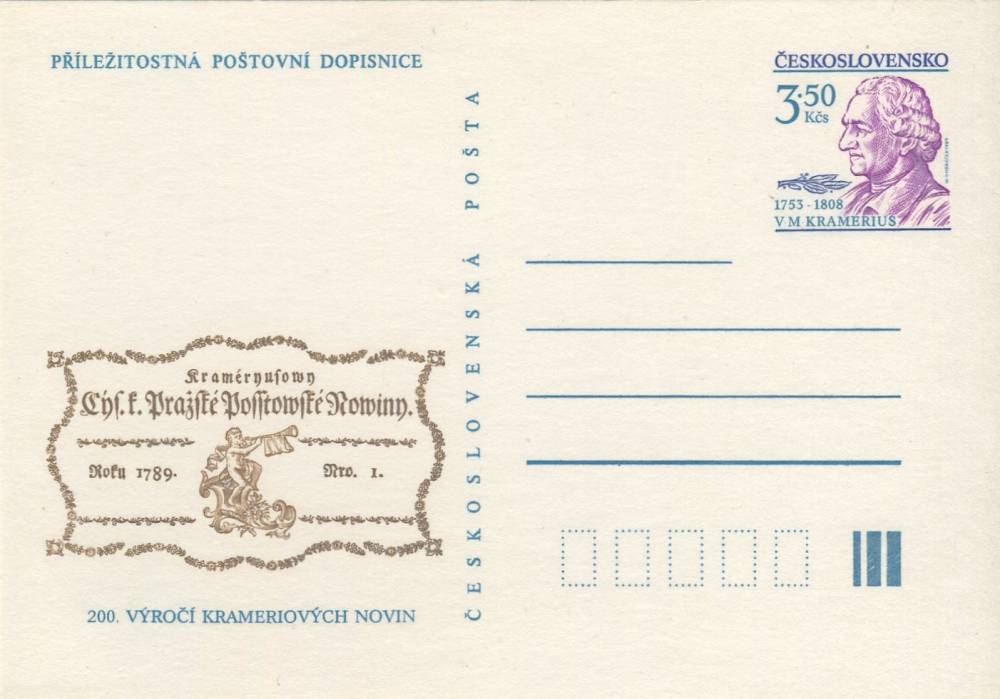 PŘÍLEŽITOSTNÁ POŠTOVNÍ DOPISNICE
ČESKOSLOVENSKO
3·50
Kčs
1753 - 1808
V M KRAMERIUS
ČESKOSLOVENSKÁ POŠTA
Kraméryusowy
Cýs. k. Pražské Posstowské Nowiny.
Roku 1789.
Nro. 1.
200. VÝROČÍ KRAMERIOVÝCH NOVIN